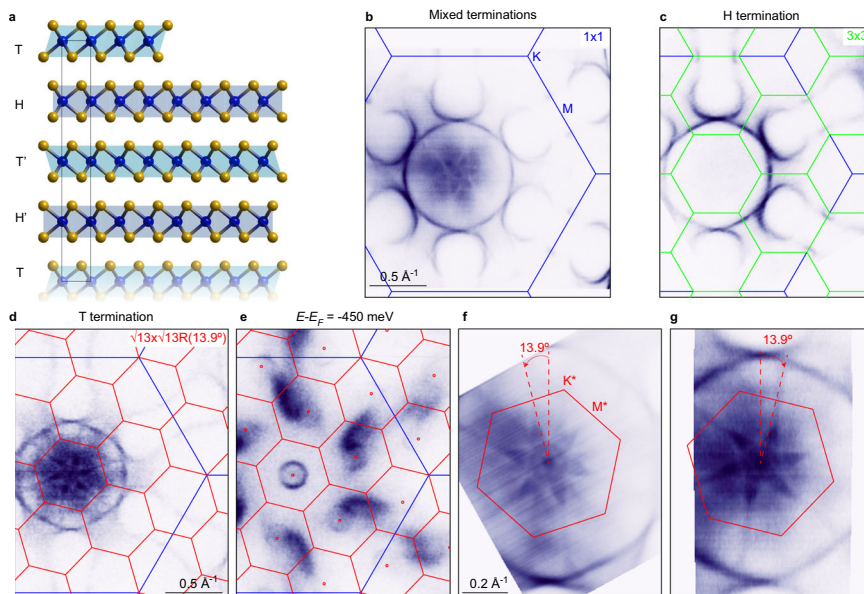 a
T
H
T'
H'
T
b
Mixed terminations
1x1
K
M
0.5 Å-1
c
H termination
3x3
d
T termination
√13x√13R(13.9º)
0.5 Å-1
e
E-EF = -450 meV
f
13.9º
K*
M*
0.2 Å-1
g
13.9º